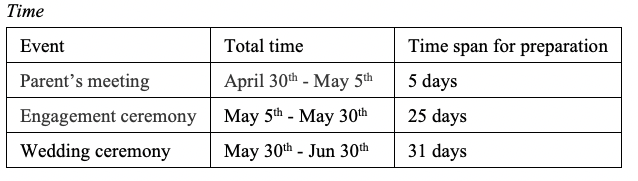 Time
Event Total time Time span for preparation
Parent’s meeting April 30th - May 5th 5 days
Engagement ceremony May 5th - May 30th 25 days
Wedding ceremony May 30th - Jun 30th 31 days